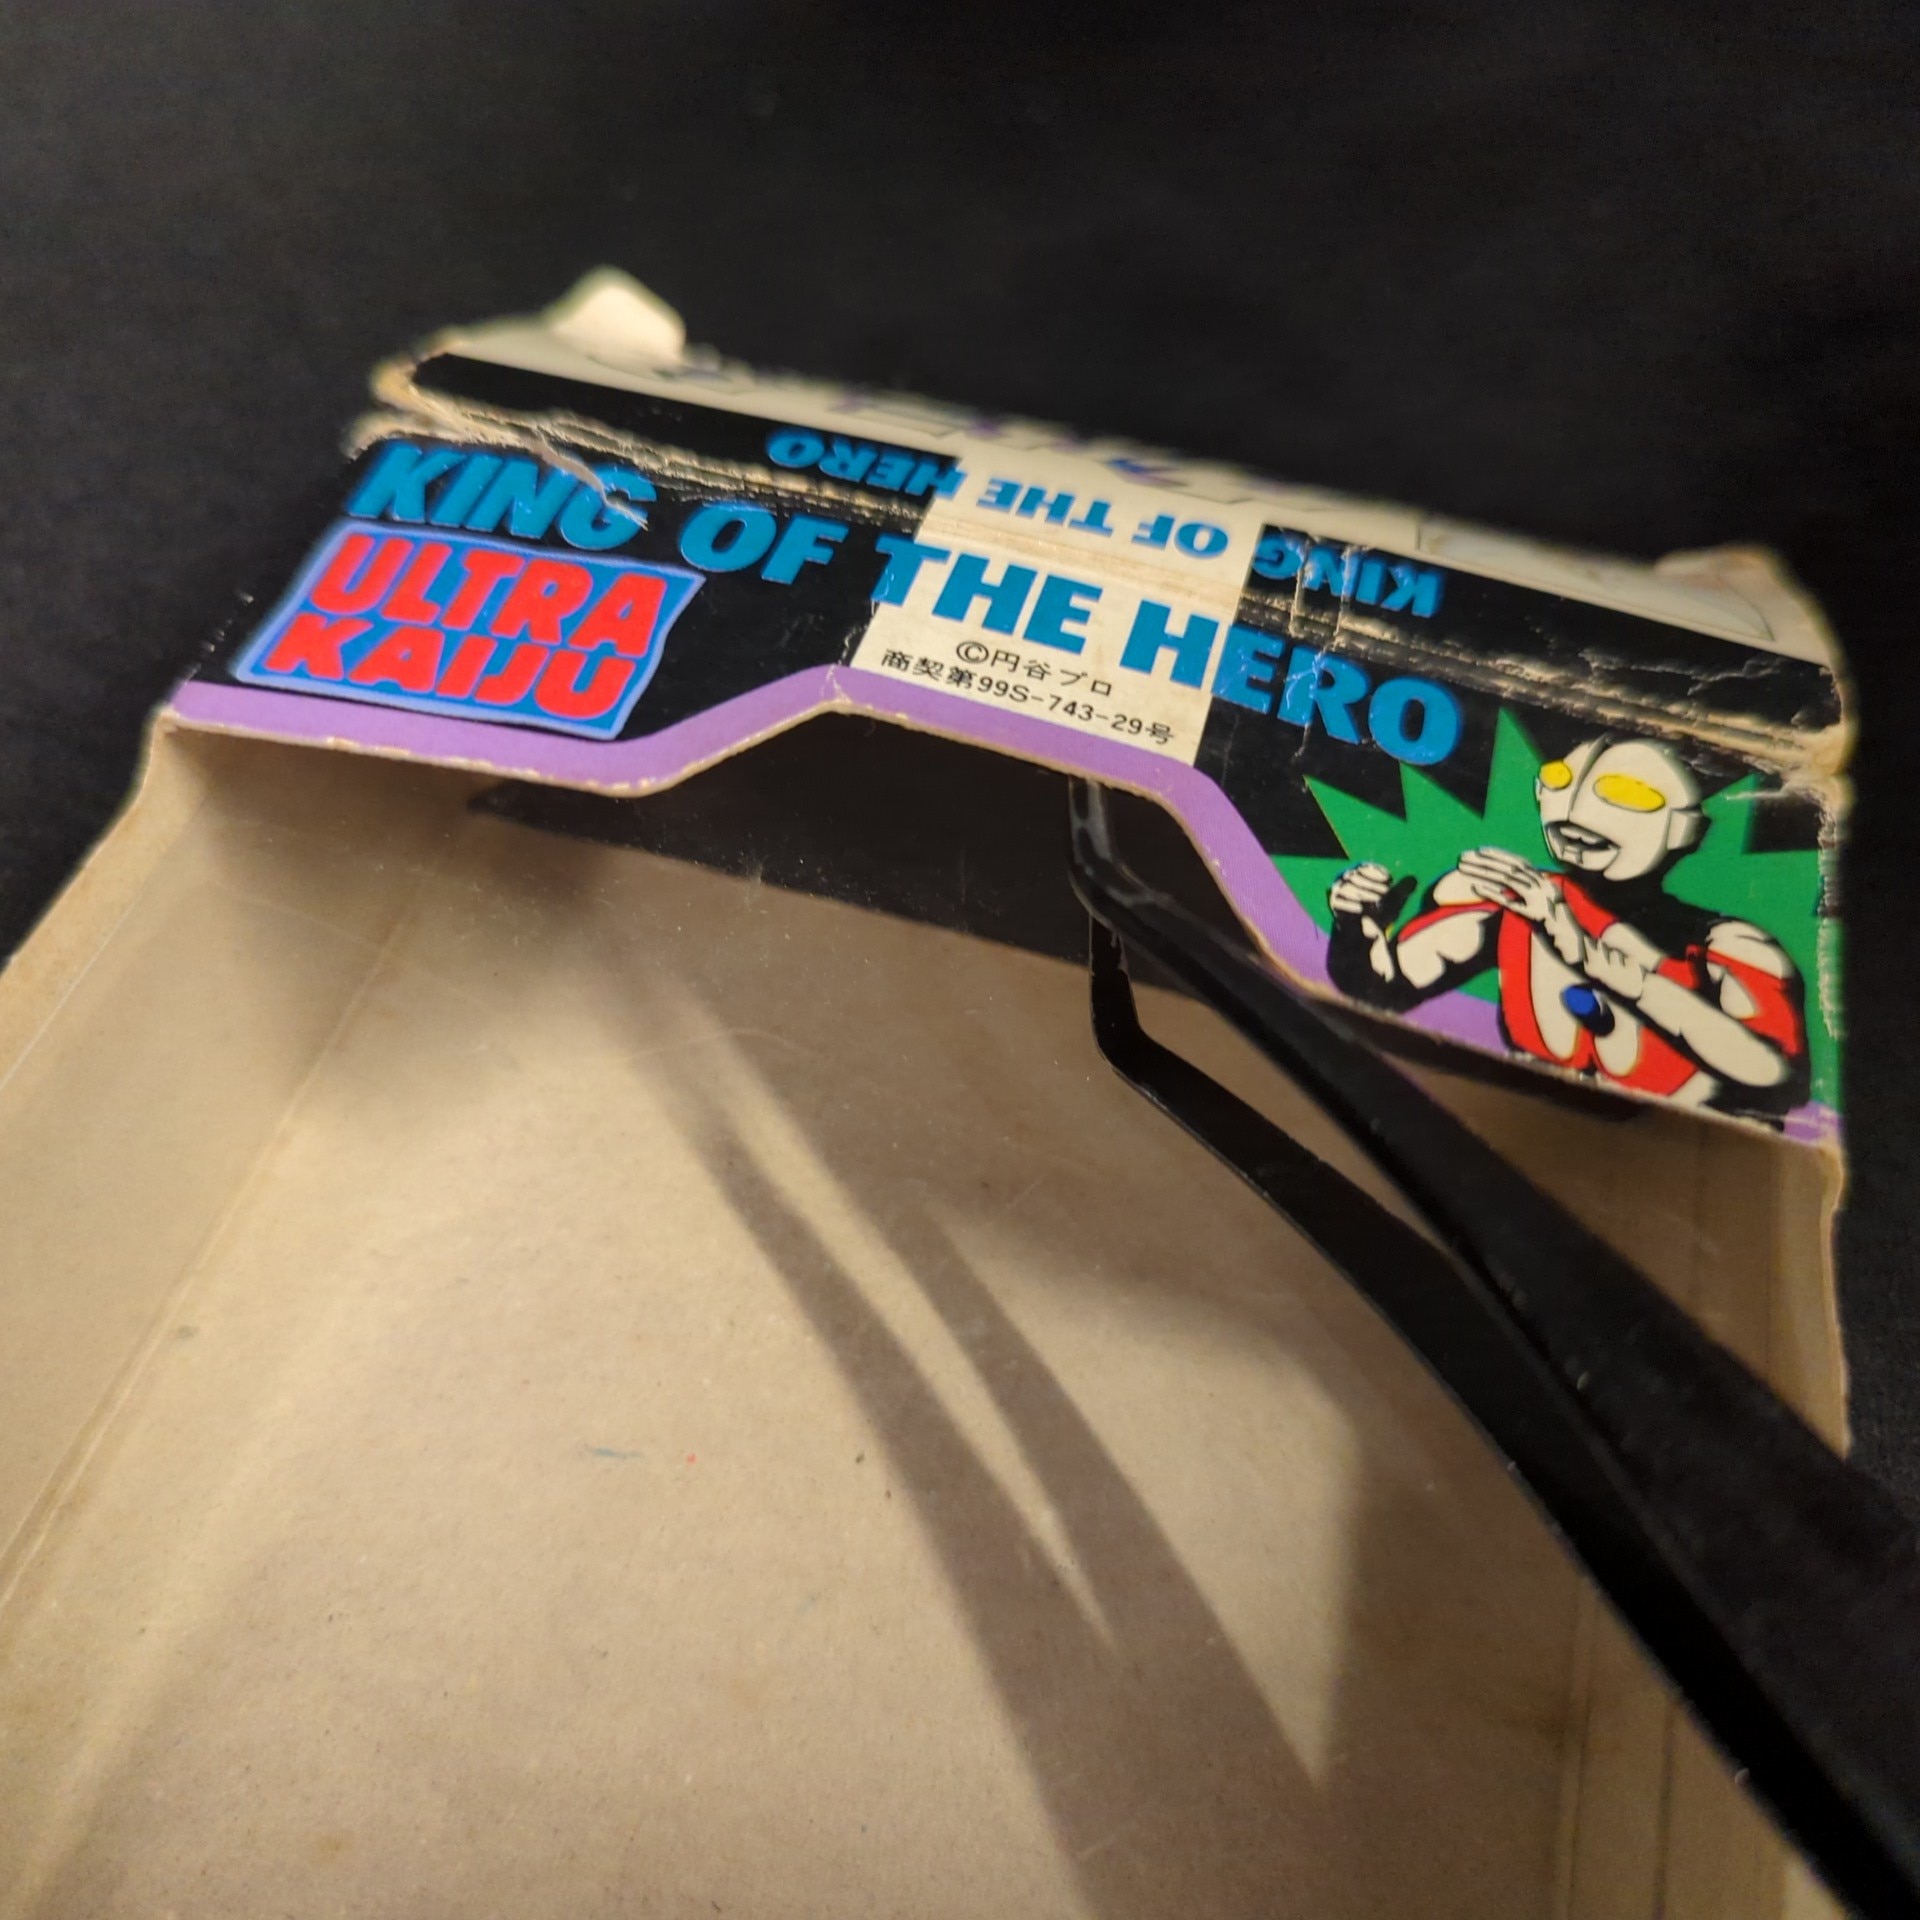 KING OF THE HERO
KING OF THE HERO
ULTRA
KAIJU
©円谷プロ
商契第99S-743-29号